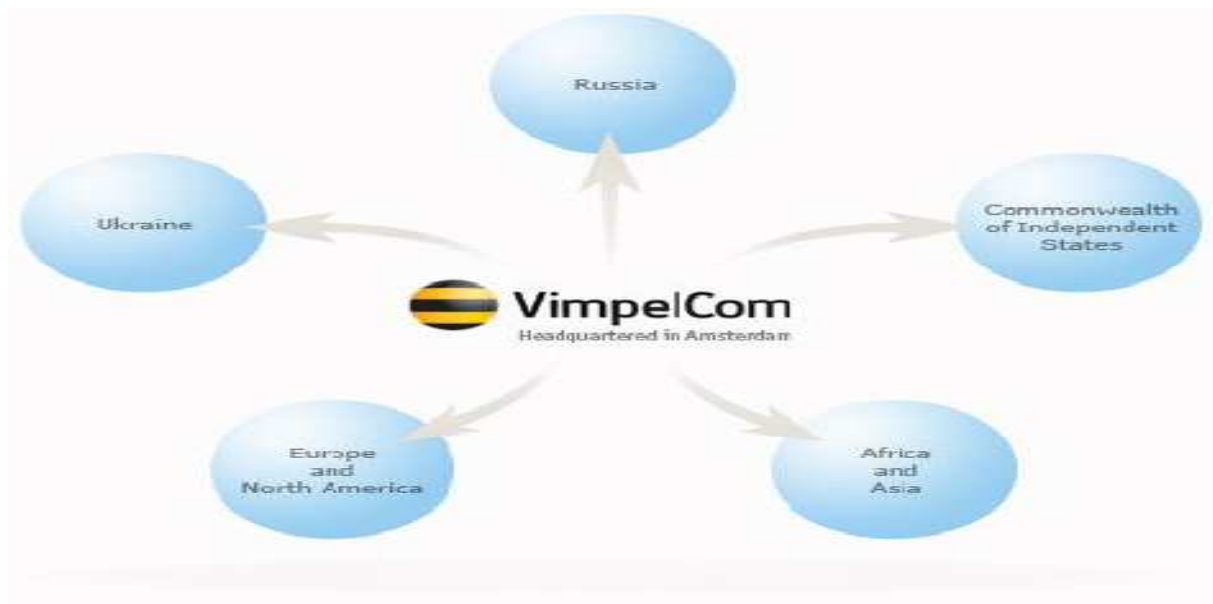 Russia
Ukraine
Commonwealth
of Independent
States
VimpelCom
Headquartered in Amsterdam
Europe
and
North America
Africa
and
Asia